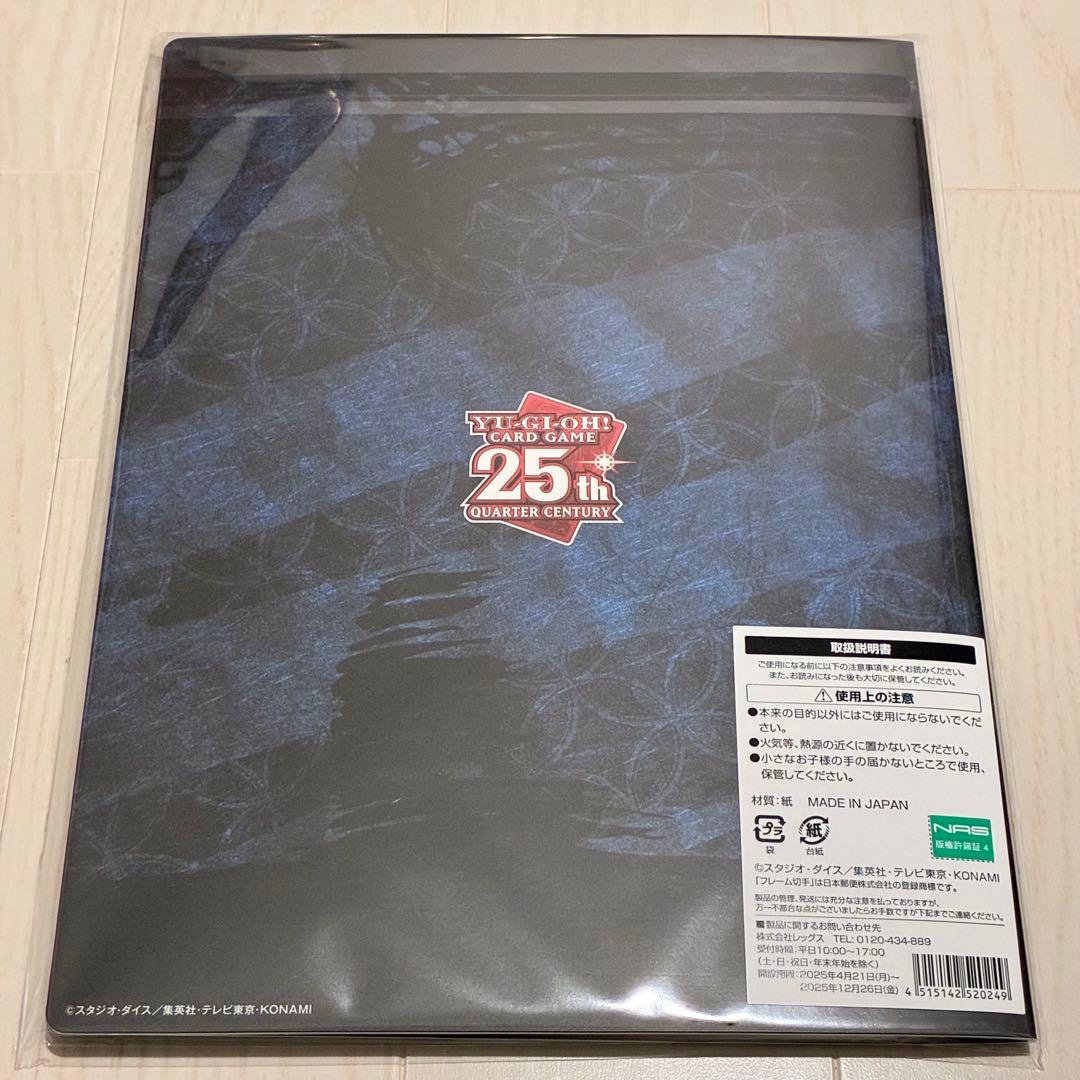 YU-GI-OH!
CARD GAME
25th
QUARTER CENTURY
取扱説明書
ご使用になる前に以下の注意事項をよくお読みください。
また、お読みになった後も大切に保管してください。
使用上の注意
●本来の目的以外にはご使用にならないでくだ
さい。
●火気等、熱源の近くに置かないでください。
●小さなお子様の手の届かないところで使用、
保管してください。
材質:紙 MADE IN JAPAN
プラ
袋
紙
台紙
NAS
版権許諾証4
©スタジオ・ダイス/集英社・テレビ東京・KONAMI
「フレーム切手」は日本郵便株式会社の登録商標です。
製品の管理、発送には充分な注意を払っておりますが、
万一不都合な点がございましたらお手数ですが下記までご連絡ください。
■製品に関するお問い合わせ先
株式会社レッグス TEL: 0120-434-889
受付時間:平日10:00~17:00
(土・日・祝日・年末年始を除く)
開設期間:2025年4月21日(月)~
2025年12月26日(金)
4 515142 520249
©スタジオ・ダイス/集英社・テレビ東京・KONAMI